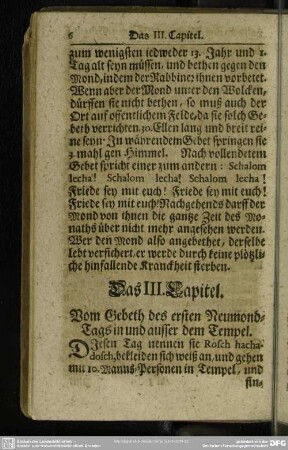 6 Das III. Capitel.
zum wenigsten iedweder 13. Jahr und 1.
Tag alt seyn müssen, und bethen gegen den
Mond, indem der Rabbine: ihnen vorbetet.
Wenn aber der Mond unter den Wolcken,
dürffen sie nicht bethen, so muß auch der
Ort auf offentlichem Felde, da sie solch Ge-
beth verrichten, 30. Ellen lang und breit rei-
ne seyn. In währendem Gebet springen sie
3. mahl gen Himmel. Nach vollendetem
Gebet spricht einer zum andern: Schalom
lecha! Schalom lecha! Schalom lecha!
Friede sey mit euch! Friede sey mit euch!
Friede sey mit euch! Nachgehends darff der
Mond von ihnen die gantze Zeit des Mo-
naths über nicht mehr angesehen werden.
Wer den Mond also angebethet, derselbe
lebt versichert, er werde durch keine plötzli-
che hinfallende Kranckheit sterben.
Das III. Capitel.
Vom Gebeth des ersten Neumond-
Tags in und ausser dem Tempel.
DIesen Tag nennen sie Rosch hacha-
dosch, bekleiden sich weiß an, und gehen
mit 10. Manns-Personen in Tempel, und
sin-